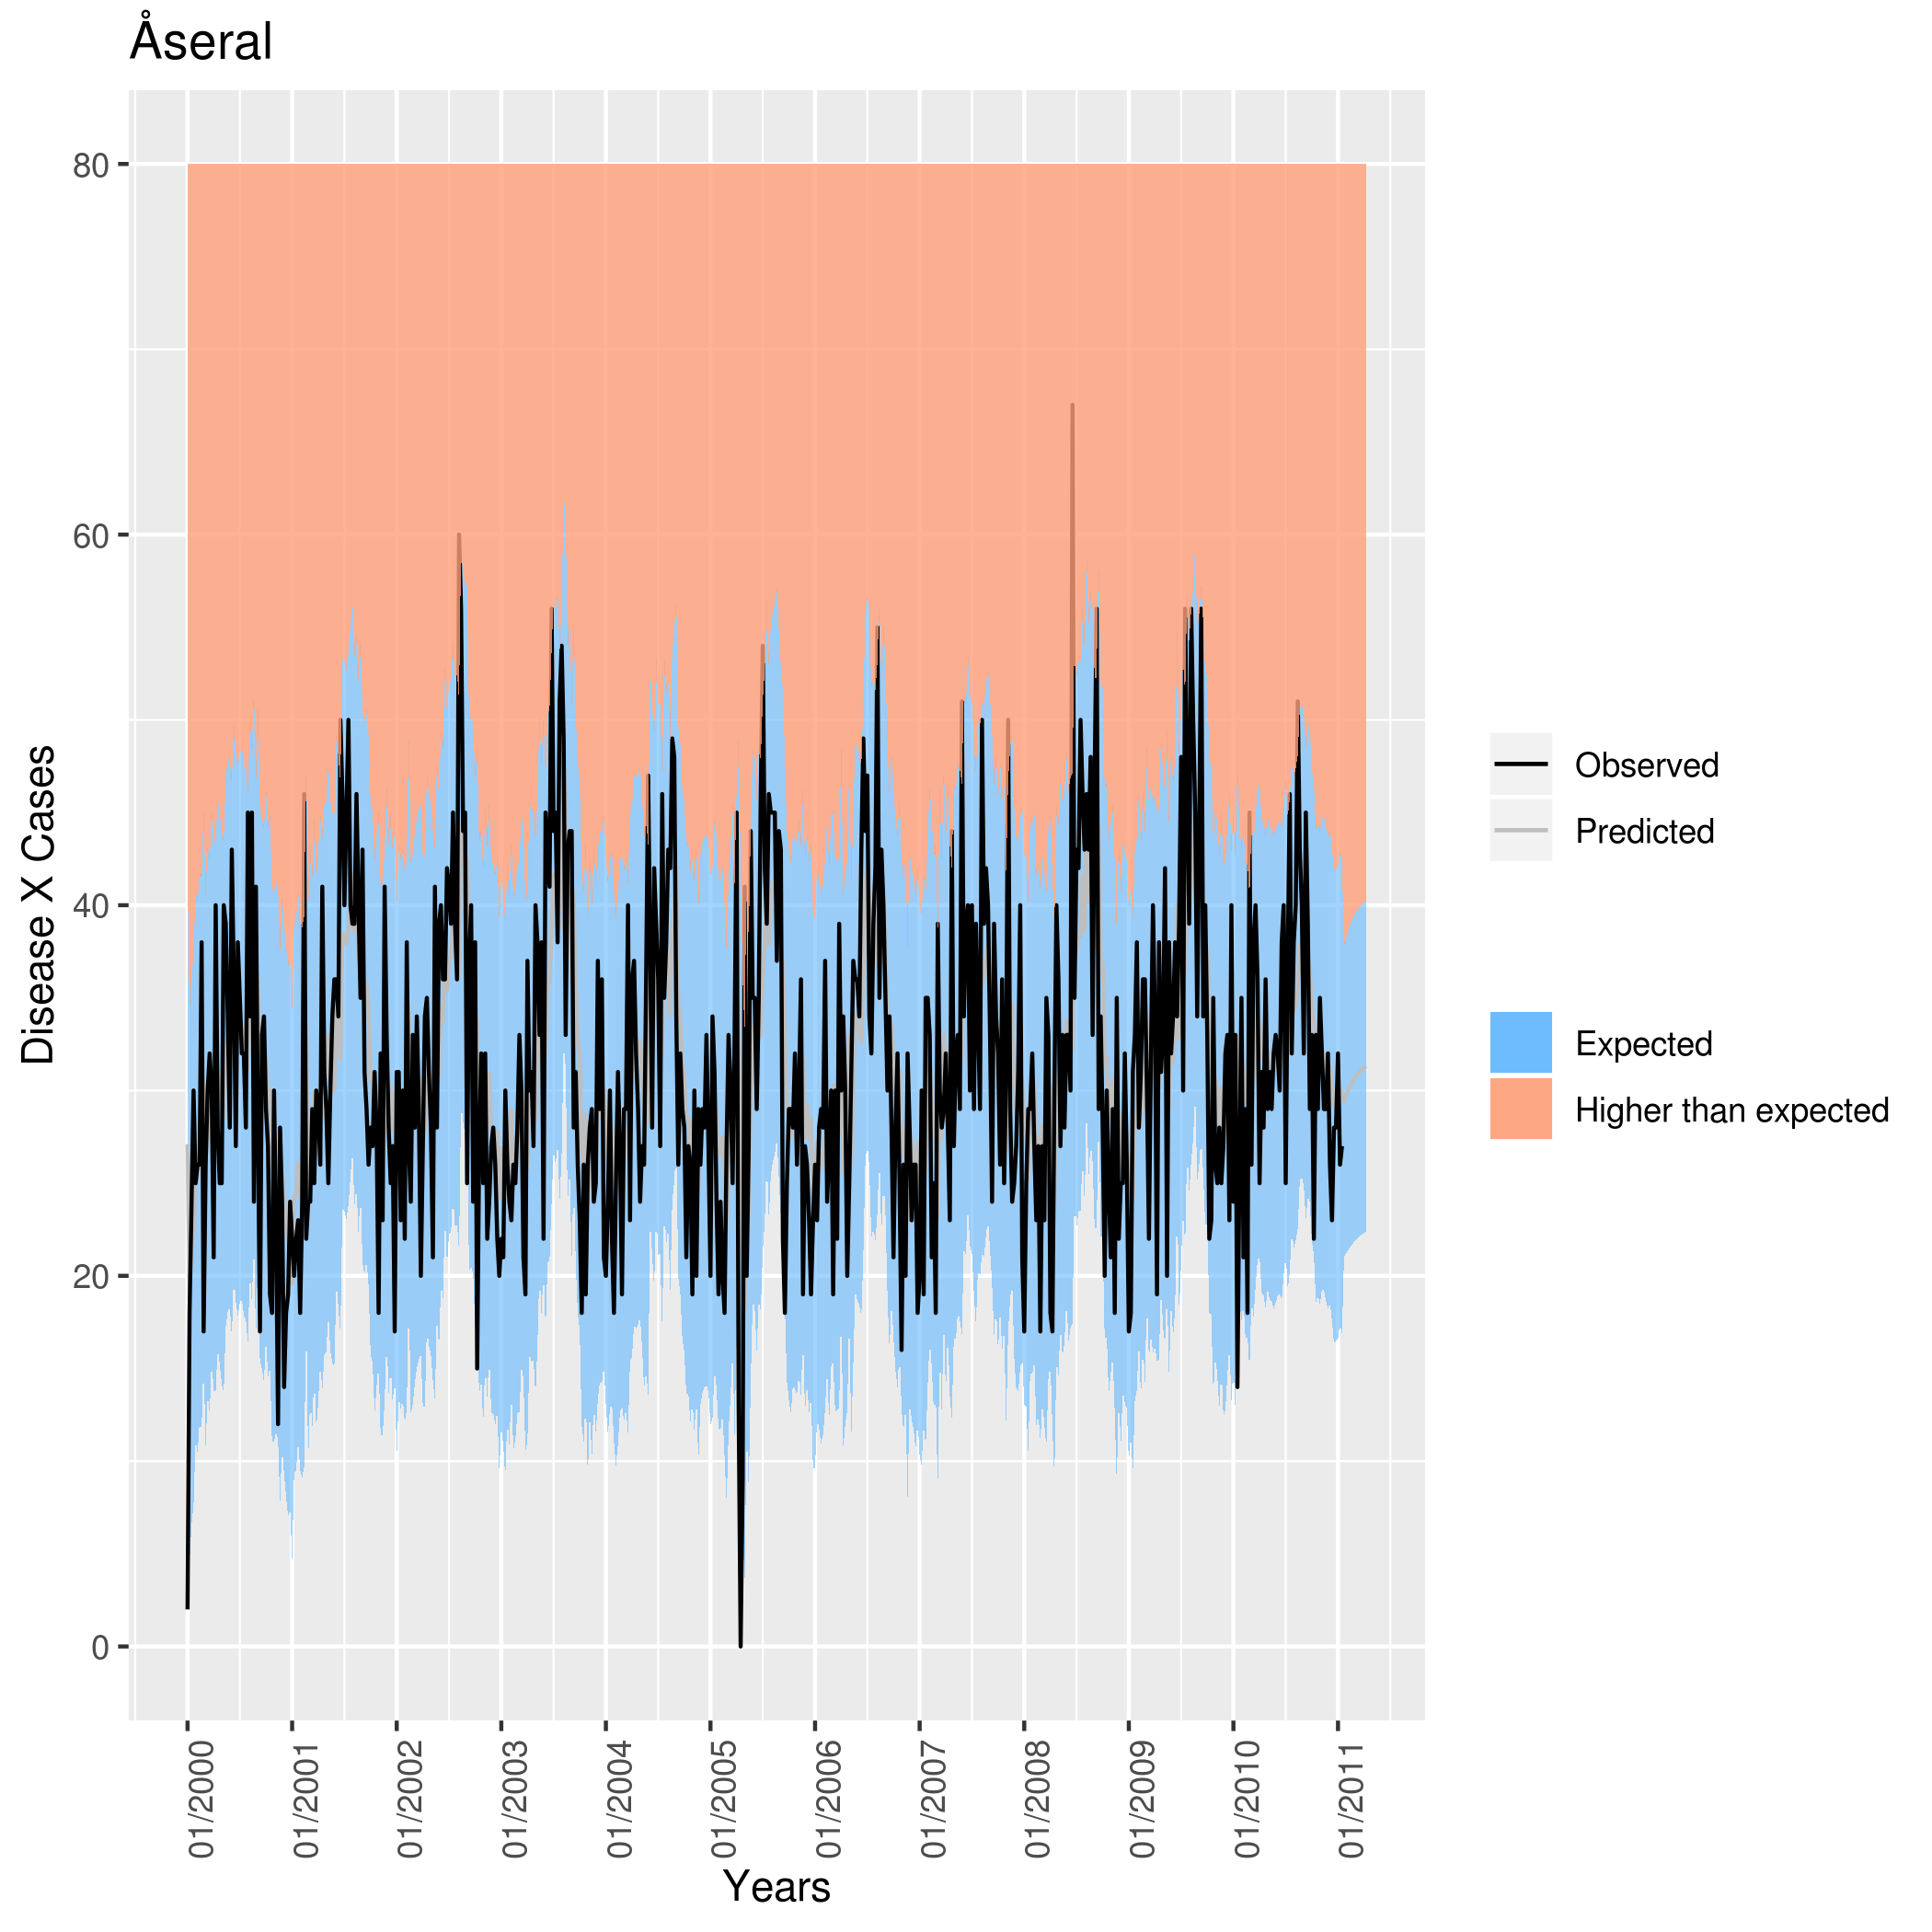 Åseral
Disease X Cases
80
60
40
20
0
01/2000
01/2001
01/2002
01/2003
01/2004
01/2005
01/2006
01/2007
01/2008
01/2009
01/2010
01/2011
Years
Observed
Predicted
Expected
Higher than expected